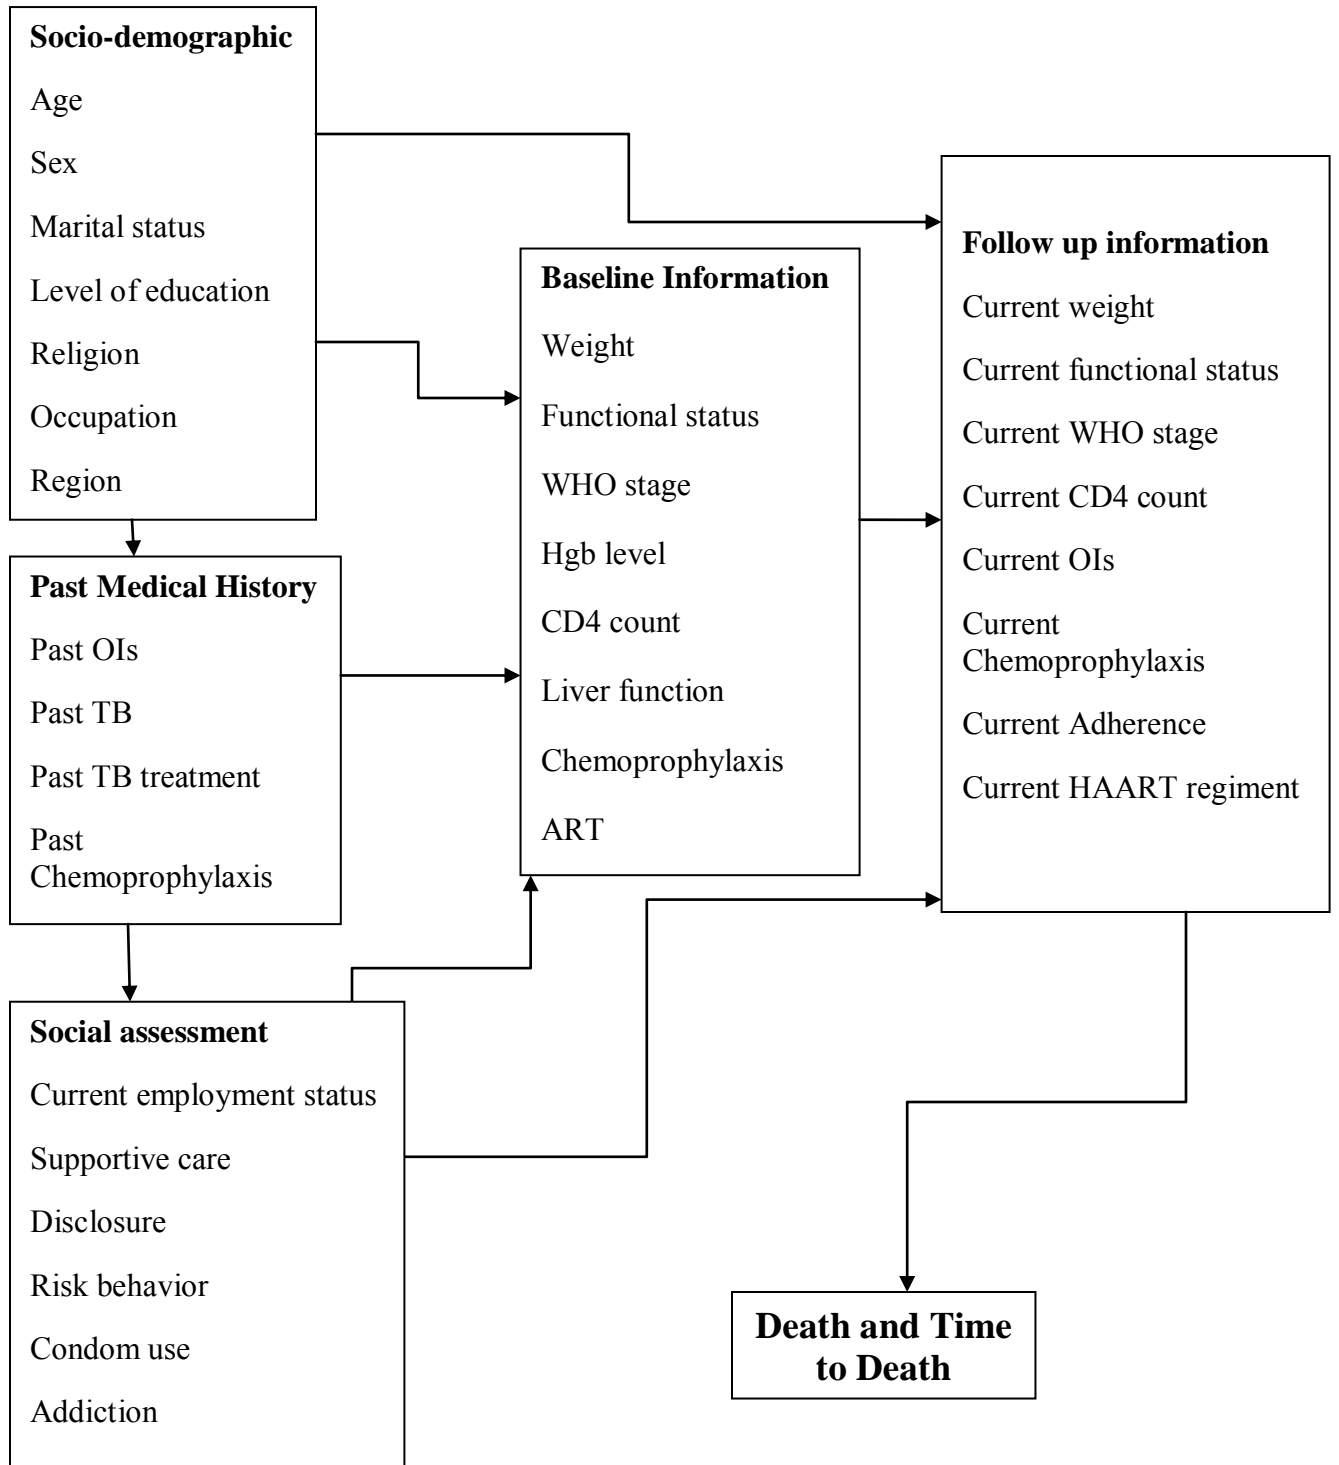 Socio-demographic
Age
Sex
Marital status
Level of education
Religion
Occupation
Region
Past Medical History
Past OIs
Past TB
Past TB treatment
Past
Chemoprophylaxis
Social assessment
Current employment status
Supportive care
Disclosure
Risk behavior
Condom use
Addiction
Baseline Information
Weight
Functional status
WHO stage
Hgb level
CD4 count
Liver function
Chemoprophylaxis
ART
Follow up information
Current weight
Current functional status
Current WHO stage
Current CD4 count
Current OIs
Current
Chemoprophylaxis
Current Adherence
Current HAART regiment
Death and Time
to Death